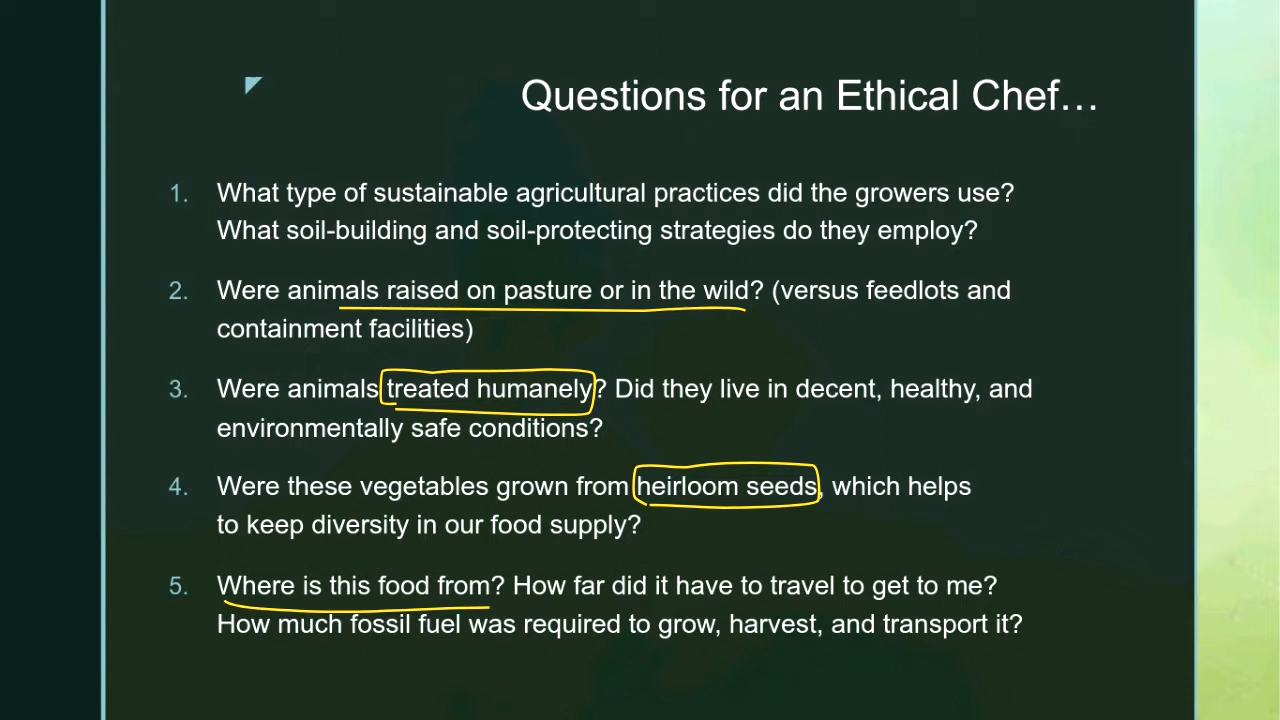 Questions for an Ethical Chef…
1. What type of sustainable agricultural practices did the growers use?
What soil-building and soil-protecting strategies do they employ?
2. Were animals raised on pasture or in the wild? (versus feedlots and
containment facilities)
3. Were animals treated humanely? Did they live in decent, healthy, and
environmentally safe conditions?
4. Were these vegetables grown from heirloom seeds, which helps
to keep diversity in our food supply?
5. Where is this food from? How far did it have to travel to get to me?
How much fossil fuel was required to grow, harvest, and transport it?